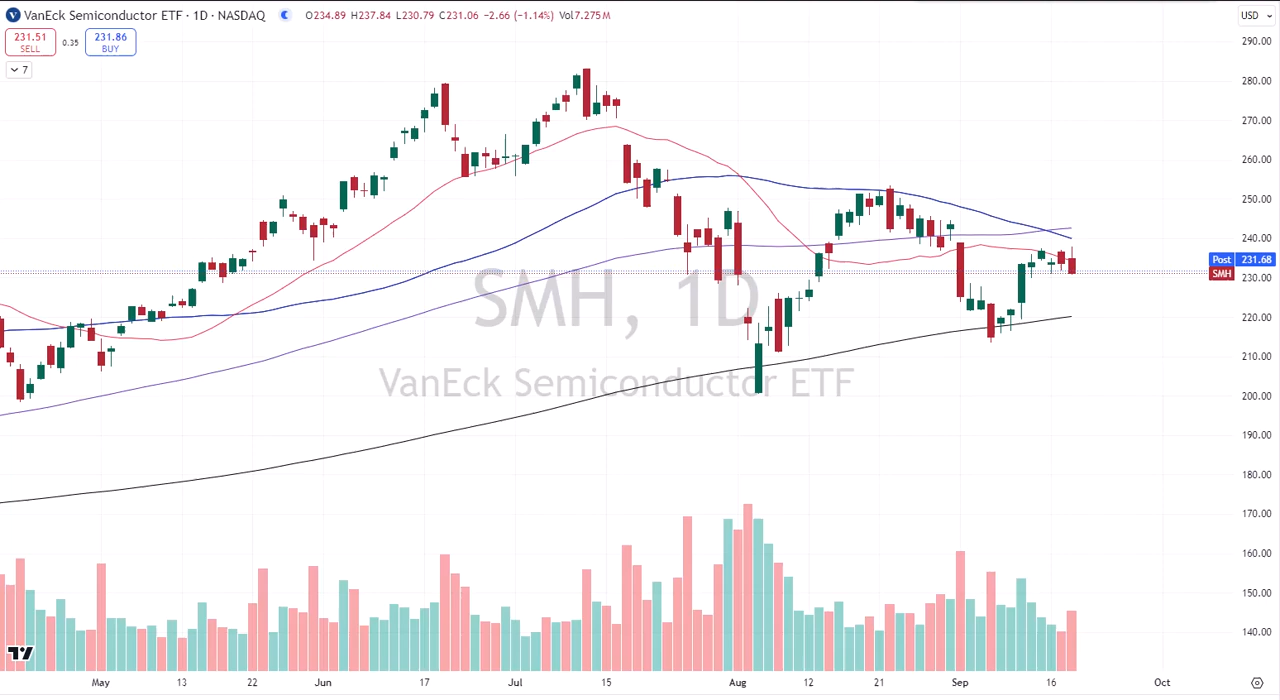 VanEck Semiconductor ETF · 1D · NASDAQ O234.89 H237.84 L230.79 C231.06 −2.66 (−1.14%) Vol7.275M
231.51 SELL
0.35
231.86 BUY
7
USD
290.00
280.00
270.00
260.00
250.00
240.00
Post 231.68
SMH
230.00
220.00
210.00
200.00
190.00
180.00
170.00
160.00
150.00
140.00
SMH, 1D
VanEck Semiconductor ETF
May 13 22 Jun 17 Jul 15 Aug 12 21 Sep 16 Oct